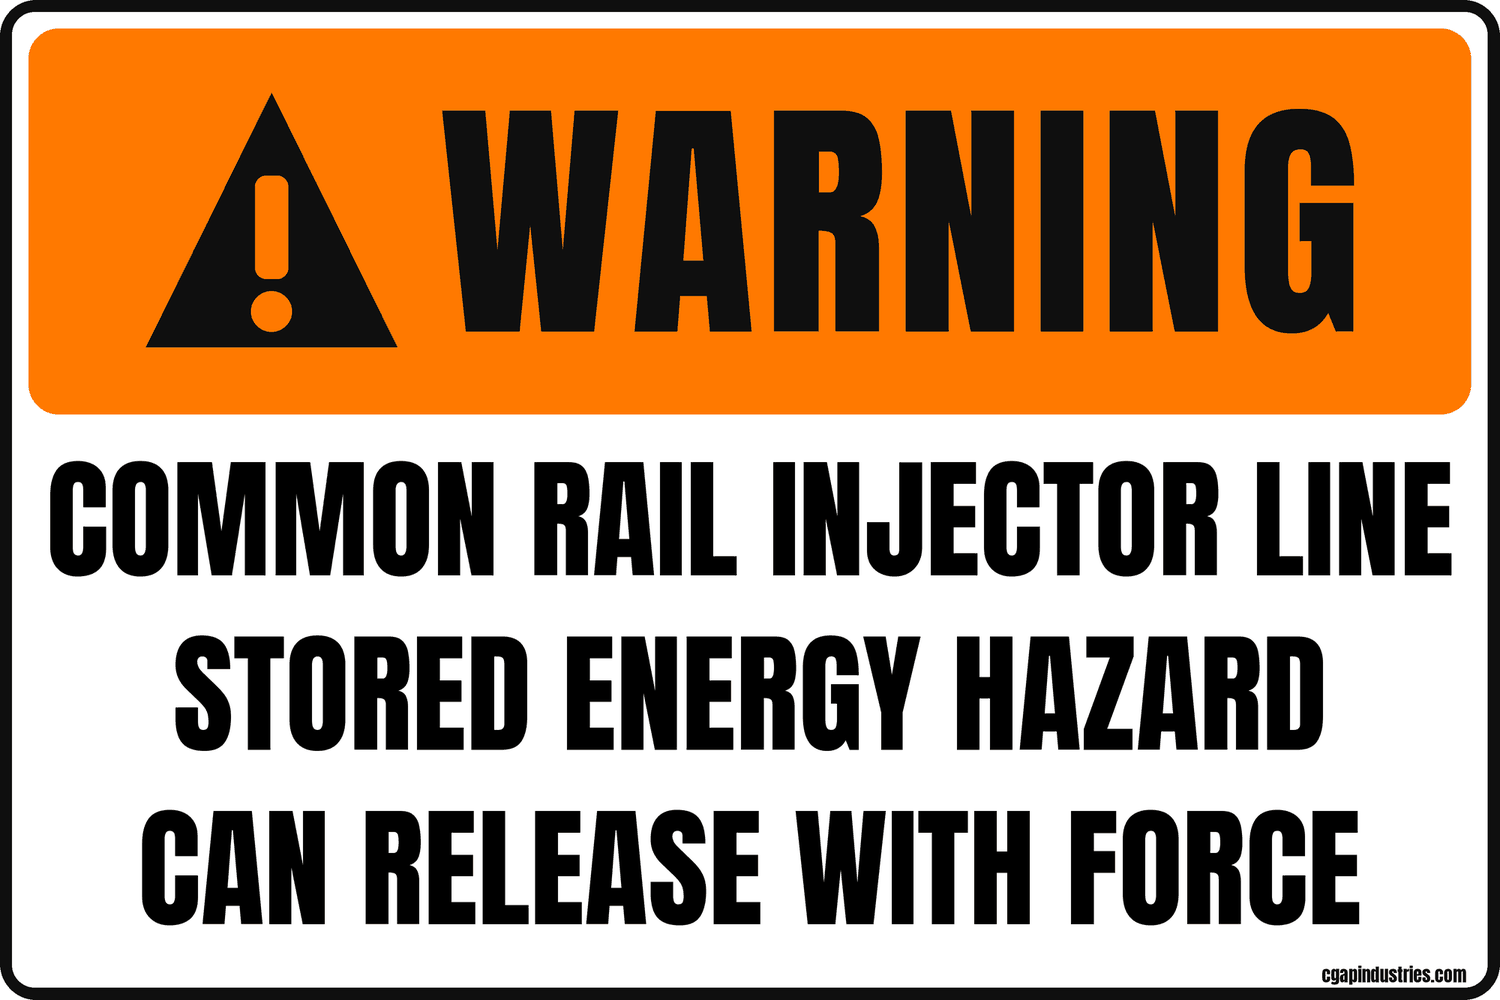 WARNING
COMMON RAIL INJECTOR LINE
STORED ENERGY HAZARD
CAN RELEASE WITH FORCE
cgapindustries.com